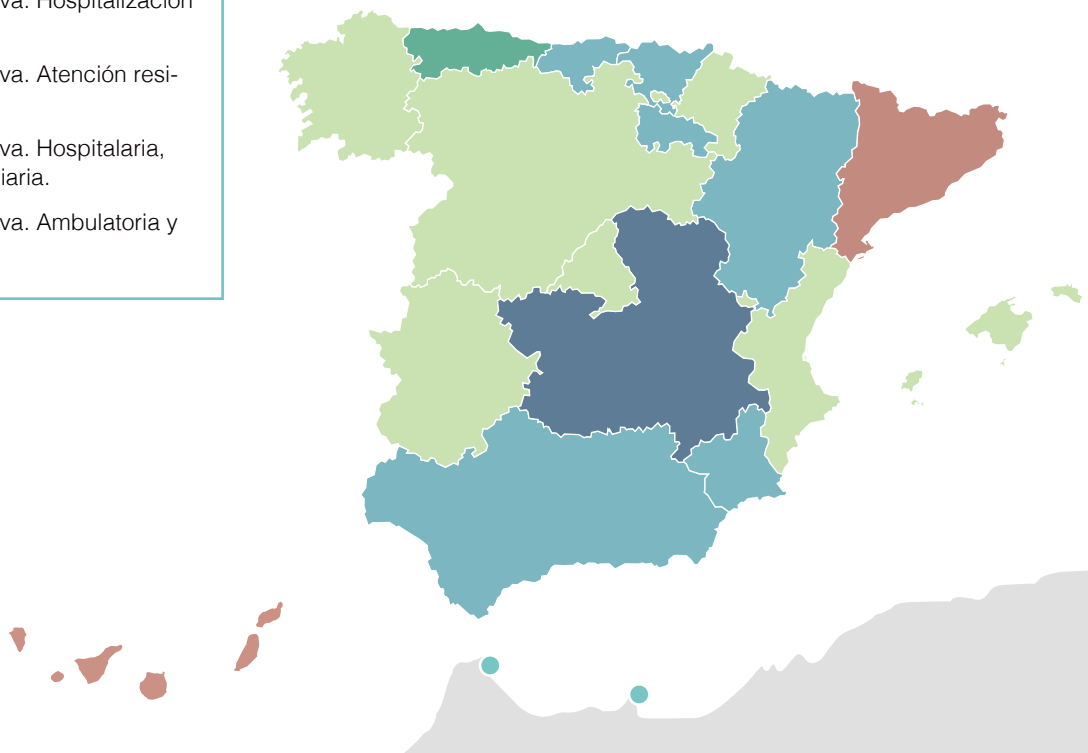 va. Hospitalización
va. Atención resi-
va. Hospitalaria,
iaria.
va. Ambulatoria y